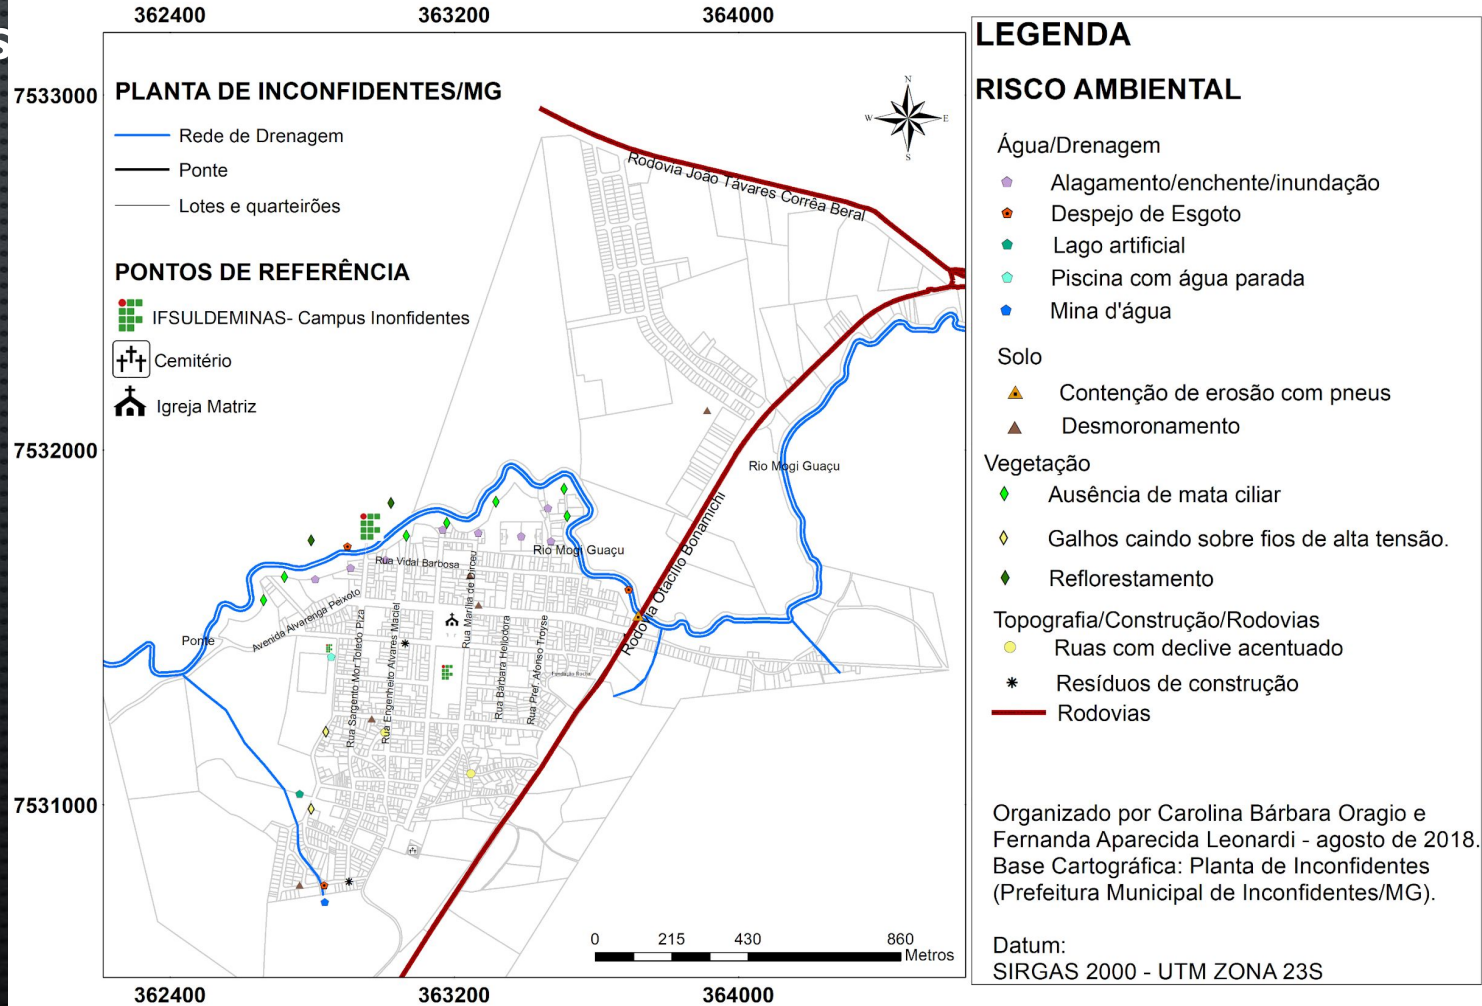 362400 363200 364000
7533000
7532000
7531000
PLANTA DE INCONFIDENTES/MG
Rede de Drenagem
Ponte
Lotes e quarteirões
PONTOS DE REFERÊNCIA
IFSULDEMINAS- Campus Inonfidentes
Cemitério
Igreja Matriz
N
W E
S
Rodovia João Távares Corrêa Beral
Rio Mogi Guaçu
Rodovia Otacilio Bonamichi
Rio Mogi Guaçu
Rua Vidal Barbosa
Rua Marília de Dirceu
Avenida Alvarenga Peixoto
Ponte
Rua Sargento Mor Toledo Piza
Rua Engenheito Alvares Maciel
Rua Bárbara Heliodora
Rua Pref. Afonso Troyse
0 215 430 860
Metros
362400 363200 364000
LEGENDA
RISCO AMBIENTAL
Água/Drenagem
Alagamento/enchente/inundação
Despejo de Esgoto
Lago artificial
Piscina com água parada
Mina d'água
Solo
Contenção de erosão com pneus
Desmoronamento
Vegetação
Ausência de mata ciliar
Galhos caindo sobre fios de alta tensão.
Reflorestamento
Topografia/Construção/Rodovias
Ruas com declive acentuado
Resíduos de construção
Rodovias
Organizado por Carolina Bárbara Oragio e
Fernanda Aparecida Leonardi - agosto de 2018.
Base Cartográfica: Planta de Inconfidentes
(Prefeitura Municipal de Inconfidentes/MG).
Datum:
SIRGAS 2000 - UTM ZONA 23S